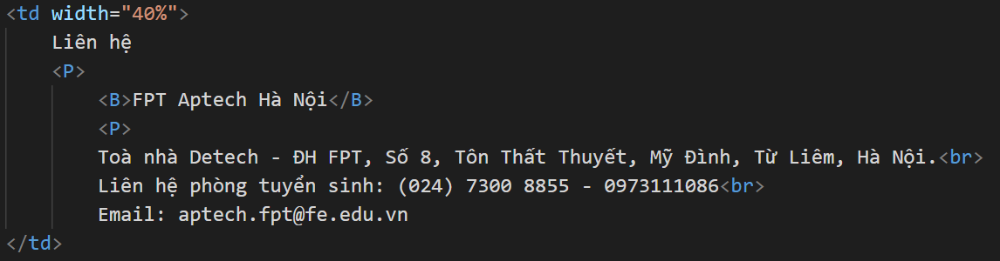 <td width="40%">
Liên hệ
<P>
<B>FPT Aptech Hà Nội</B>
<P>
Toà nhà Detech - ĐH FPT, Số 8, Tôn Thất Thuyết, Mỹ Đình, Từ Liêm, Hà Nội.<br>
Liên hệ phòng tuyển sinh: (024) 7300 8855 - 0973111086<br>
Email: aptech.fpt@fe.edu.vn
</td>